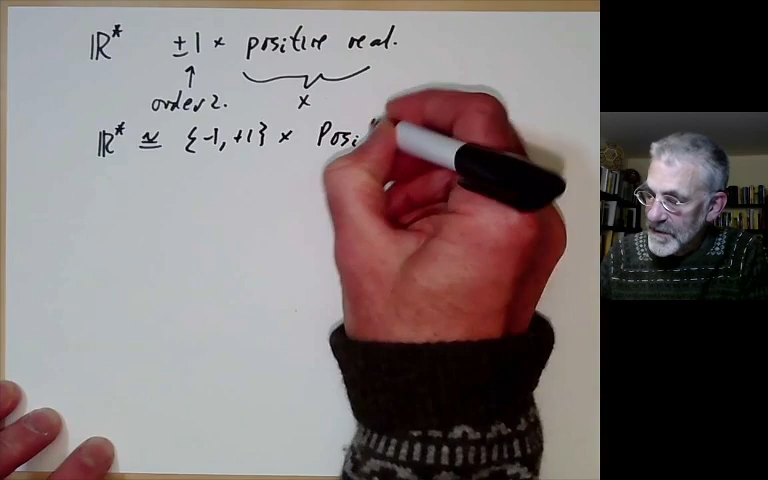 ℝ* ±1 × positive real.
↑
order 2. ×
ℝ* ≅ {-1, +1} × Posi